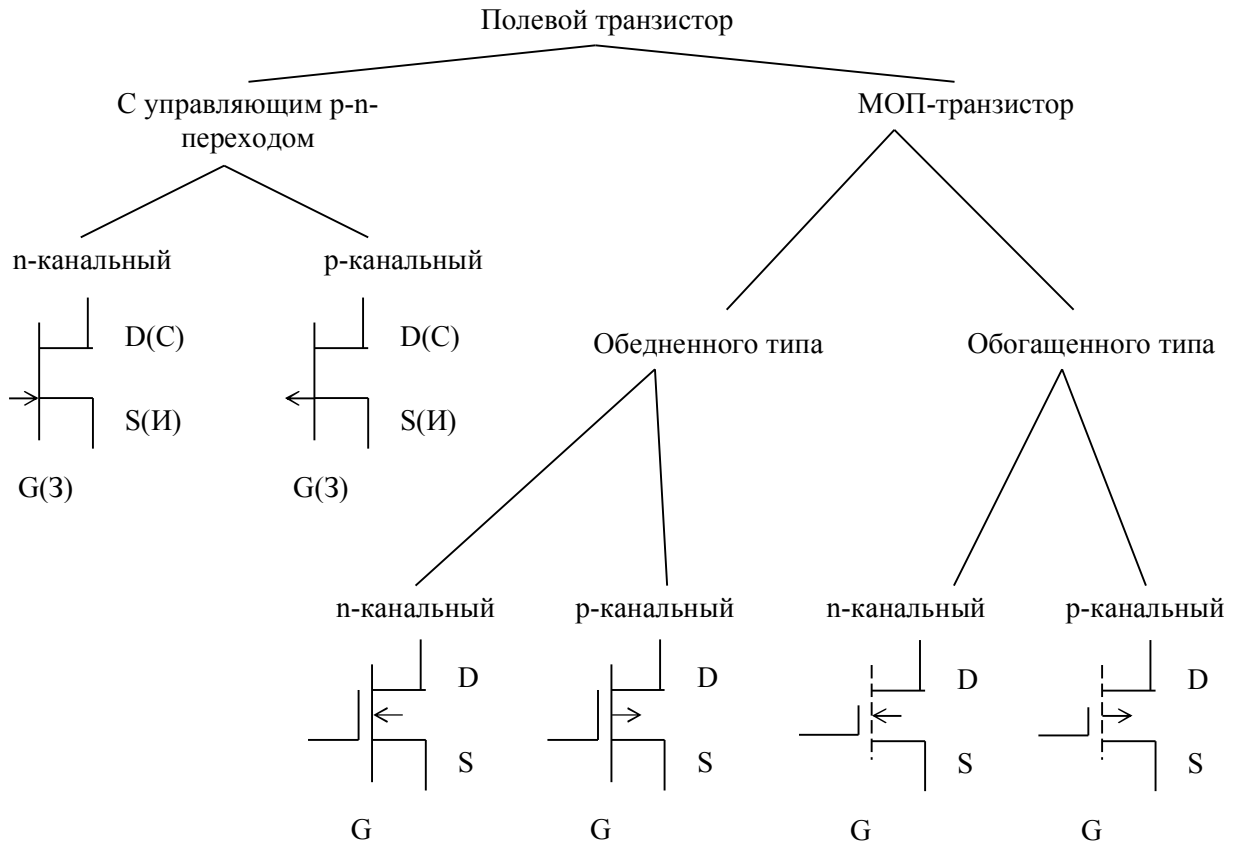 Полевой транзистор
С управляющим p-n-
переходом
МОП-транзистор
n-канальный
p-канальный
D(С)
D(С)
S(И)
S(И)
G(З)
G(З)
Обедненного типа
Обогащенного типа
n-канальный
p-канальный
n-канальный
p-канальный
D
D
D
D
S
S
S
S
G
G
G
G